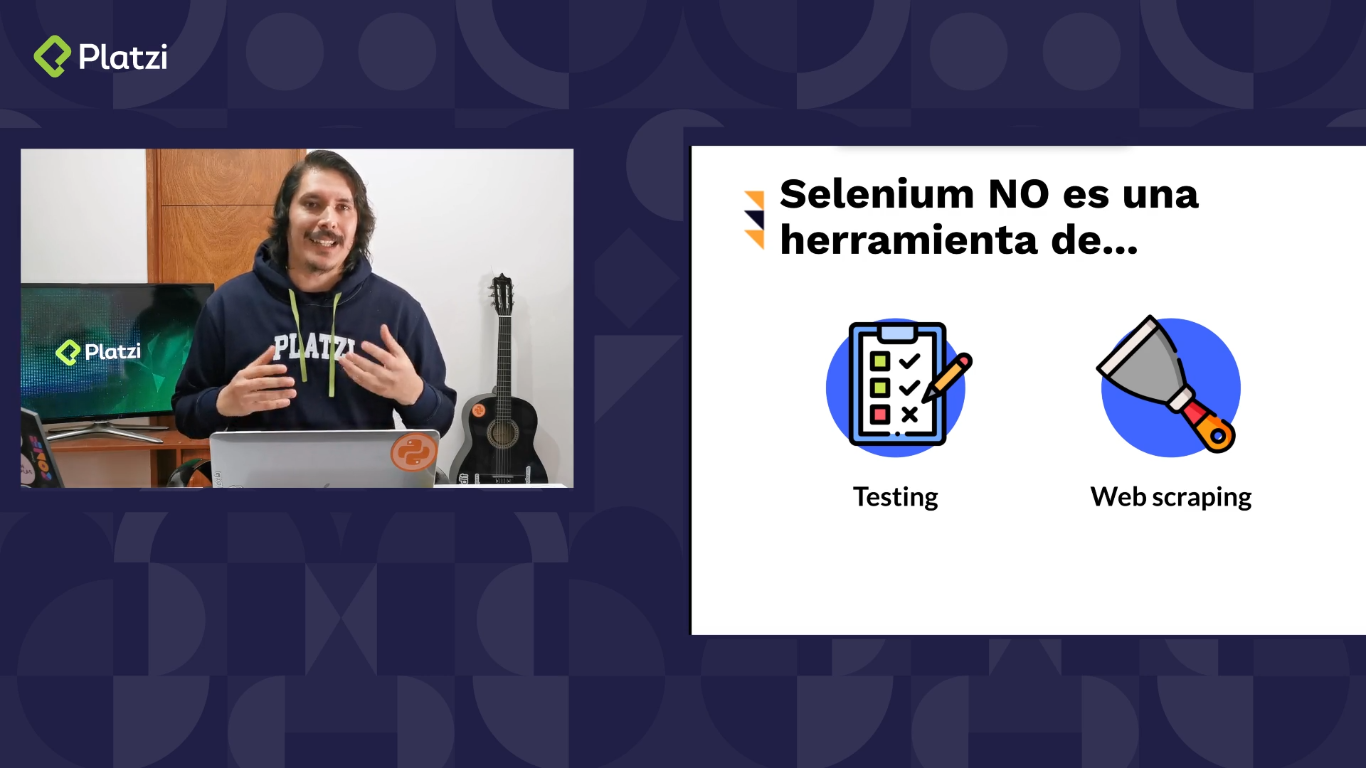 Platzi
Platzi
PLATZI
Selenium NO es una
herramienta de...
Testing
Web scraping